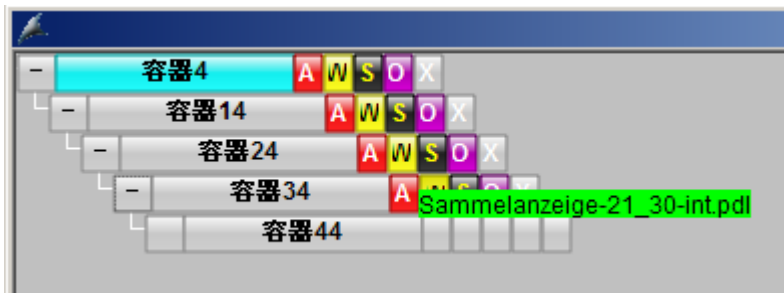 − 容器4 A W S O X
− 容器14 A W S O X
− 容器24 A W S O X
− 容器34 A
Sammelanzeige-21_30-int.pdl
容器44